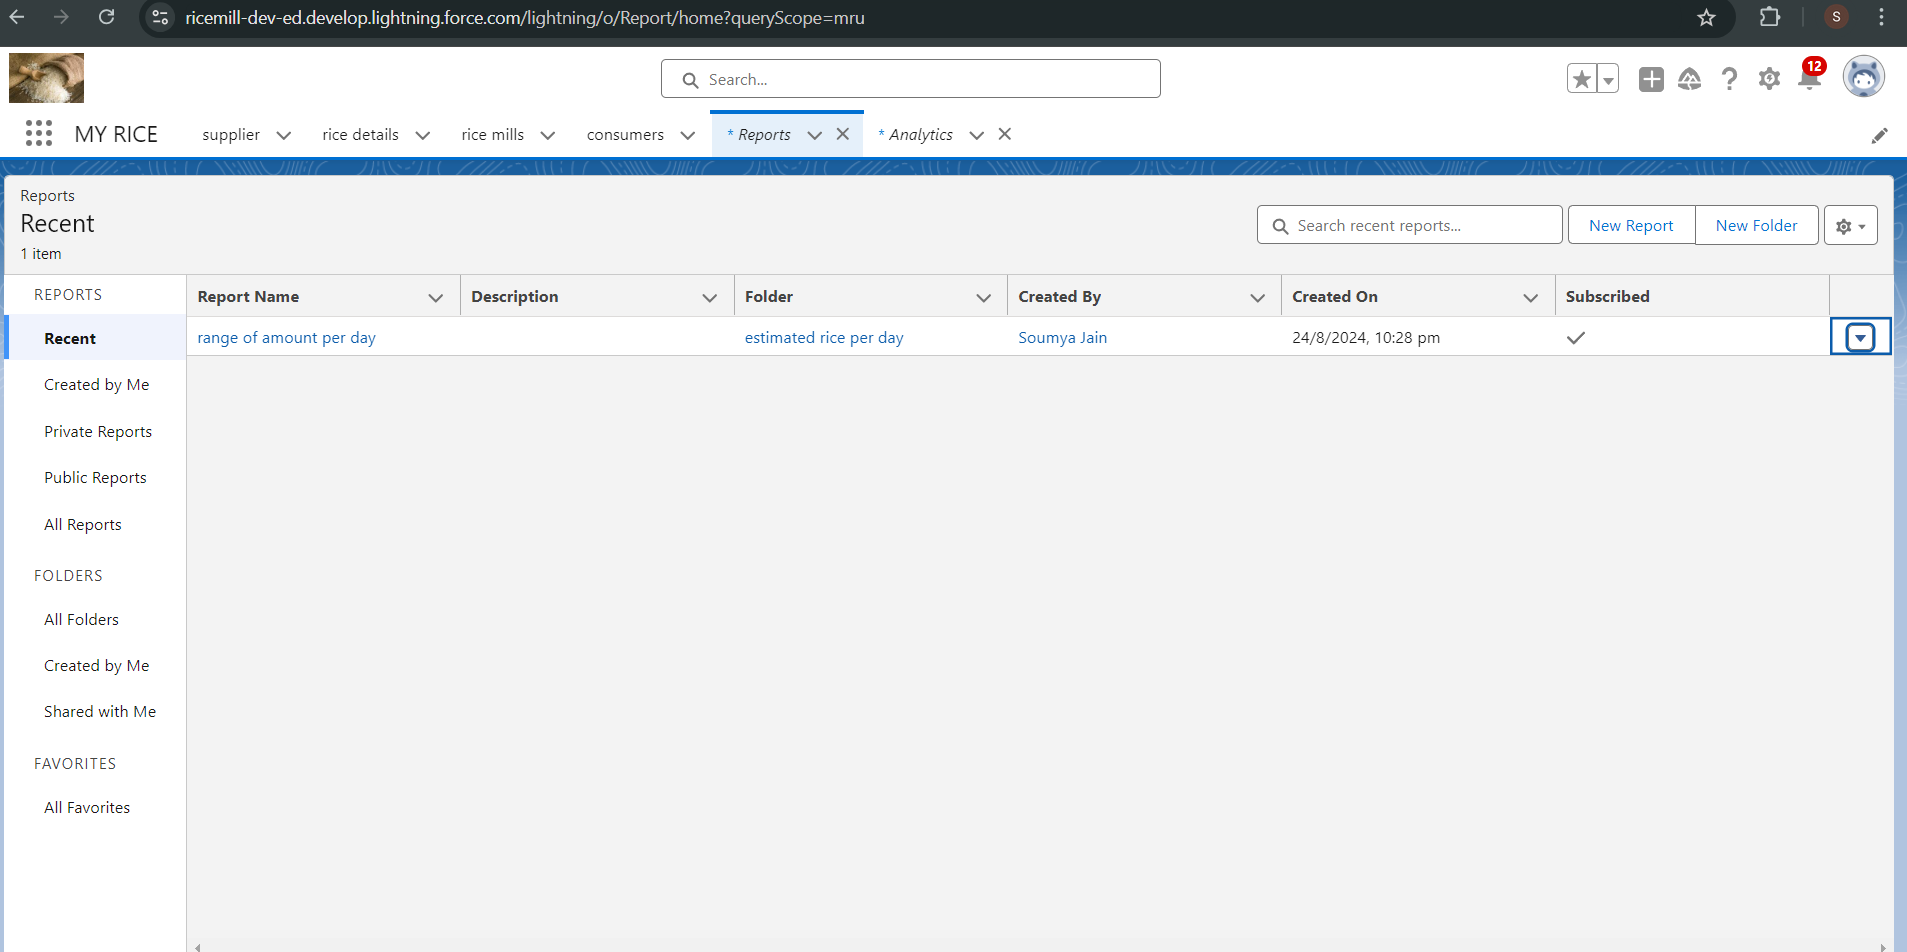 ricemill-dev-ed.develop.lightning.force.com/lightning/o/Report/home?queryScope=mru
S
Search...
12
MY RICE
supplier
rice details
rice mills
consumers
* Reports
* Analytics
Reports
Recent
1 item
Search recent reports...
New Report
New Folder
REPORTS
Recent
Created by Me
Private Reports
Public Reports
All Reports
FOLDERS
All Folders
Created by Me
Shared with Me
FAVORITES
All Favorites
Report Name Description Folder Created By Created On Subscribed
range of amount per day estimated rice per day Soumya Jain 24/8/2024, 10:28 pm